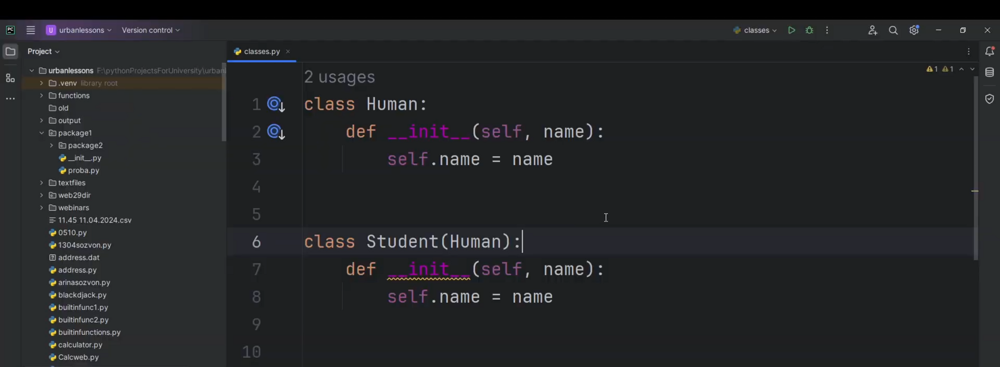 PC U urbanlessons Version control classes
Project classes.py
urbanlessons F:\pythonProjectsForUniversity\urbanl
.venv library root
functions
old
output
package1
package2
__init__.py
proba.py
textfiles
web29dir
webinars
11.45 11.04.2024.csv
0510.py
1304sozvon.py
address.dat
address.py
arinasozvon.py
blackdjack.py
builtinfunc1.py
builtinfunc2.py
builtinfunctions.py
calculator.py
Calcweb.py
2 usages
1 class Human:
2 def __init__(self, name):
3 self.name = name
4
5
6 class Student(Human):
7 def __init__(self, name):
8 self.name = name
9
10
1 1